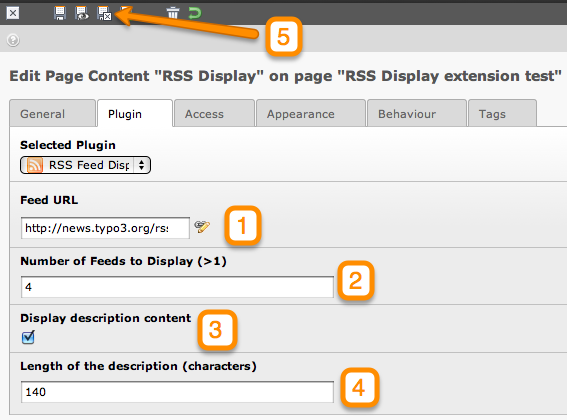 5
Edit Page Content "RSS Display" on page "RSS Display extension test"
General Plugin Access Appearance Behaviour Tags
Selected Plugin
RSS Feed Disp
Feed URL
http://news.typo3.org/rss 1
Number of Feeds to Display (>1)
4 2
Display description content
3
Length of the description (characters)
140 4